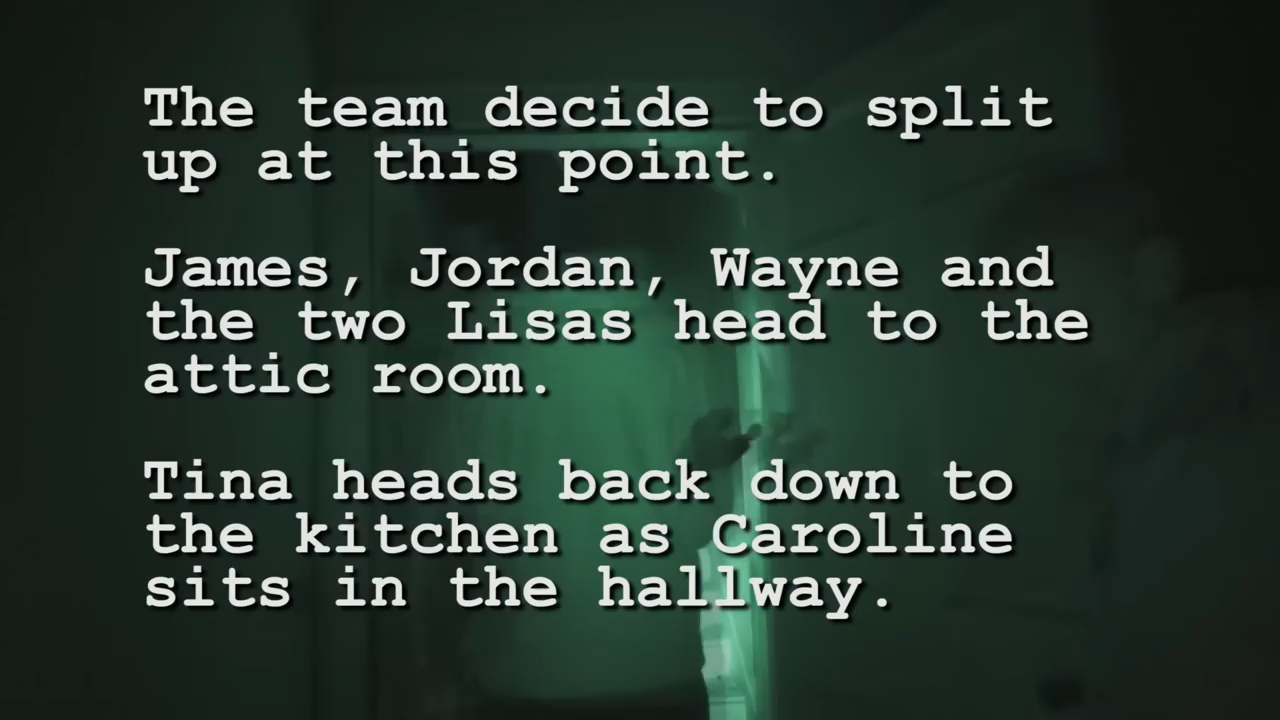 The team decide to split
up at this point.
James, Jordan, Wayne and
the two Lisas head to the
attic room.
Tina heads back down to
the kitchen as Caroline
sits in the hallway.